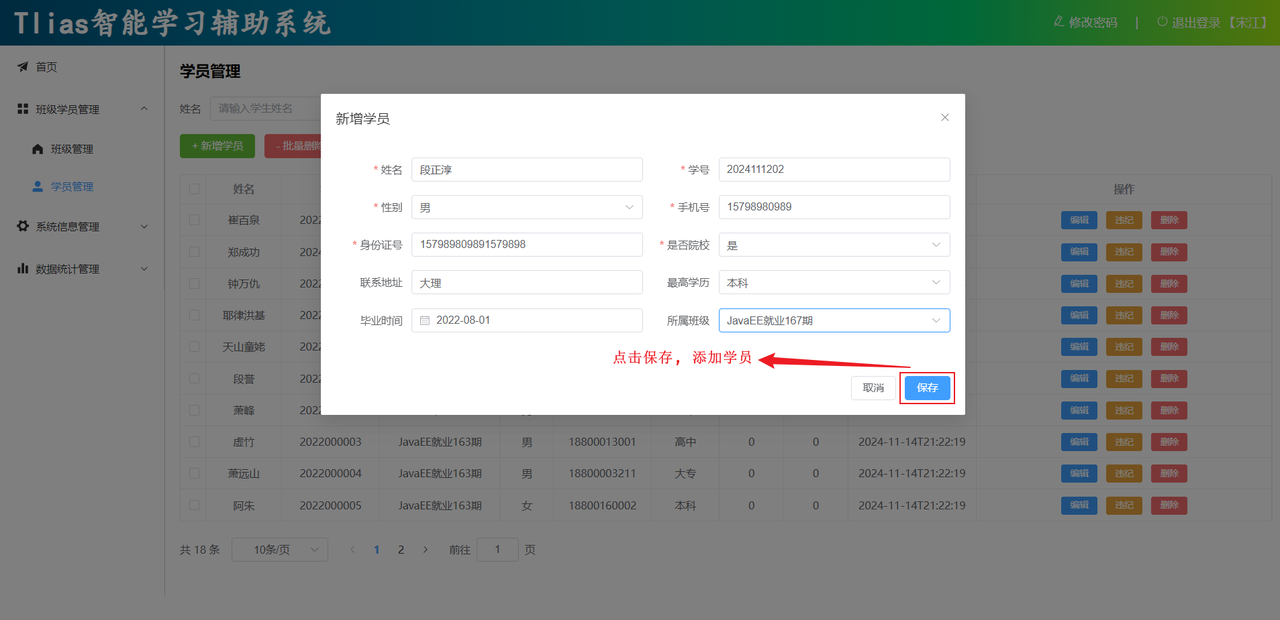 Tlias智能学习辅助系统
修改密码 | 退出登录 【宋江】
首页
班级学员管理
班级管理
学员管理
系统信息管理
数据统计管理
学员管理
姓名 请输入学生姓名
+ 新增学员 - 批量删除
姓名 操作
崔百泉 2022 编辑 违纪 删除
郑成功 2024 编辑 违纪 删除
钟万仇 2022 编辑 违纪 删除
耶律洪基 2022 编辑 违纪 删除
天山童姥 2022 编辑 违纪 删除
段誉 2022 编辑 违纪 删除
萧峰 2022 编辑 违纪 删除
虚竹 2022000003 JavaEE就业163期 男 18800013001 高中 0 0 2024-11-14T21:22:19 编辑 违纪 删除
萧远山 2022000004 JavaEE就业163期 男 18800003211 大专 0 0 2024-11-14T21:22:19 编辑 违纪 删除
阿朱 2022000005 JavaEE就业163期 女 18800160002 本科 0 0 2024-11-14T21:22:19 编辑 违纪 删除
共 18 条 10条/页 1 2 前往 1 页
新增学员
* 姓名 段正淳 * 学号 2024111202
* 性别 男 * 手机号 15798980989
* 身份证号 157989809891579898 * 是否院校 是
联系地址 大理 最高学历 本科
毕业时间 2022-08-01 所属班级 JavaEE就业167期
点击保存，添加学员
取消 保存